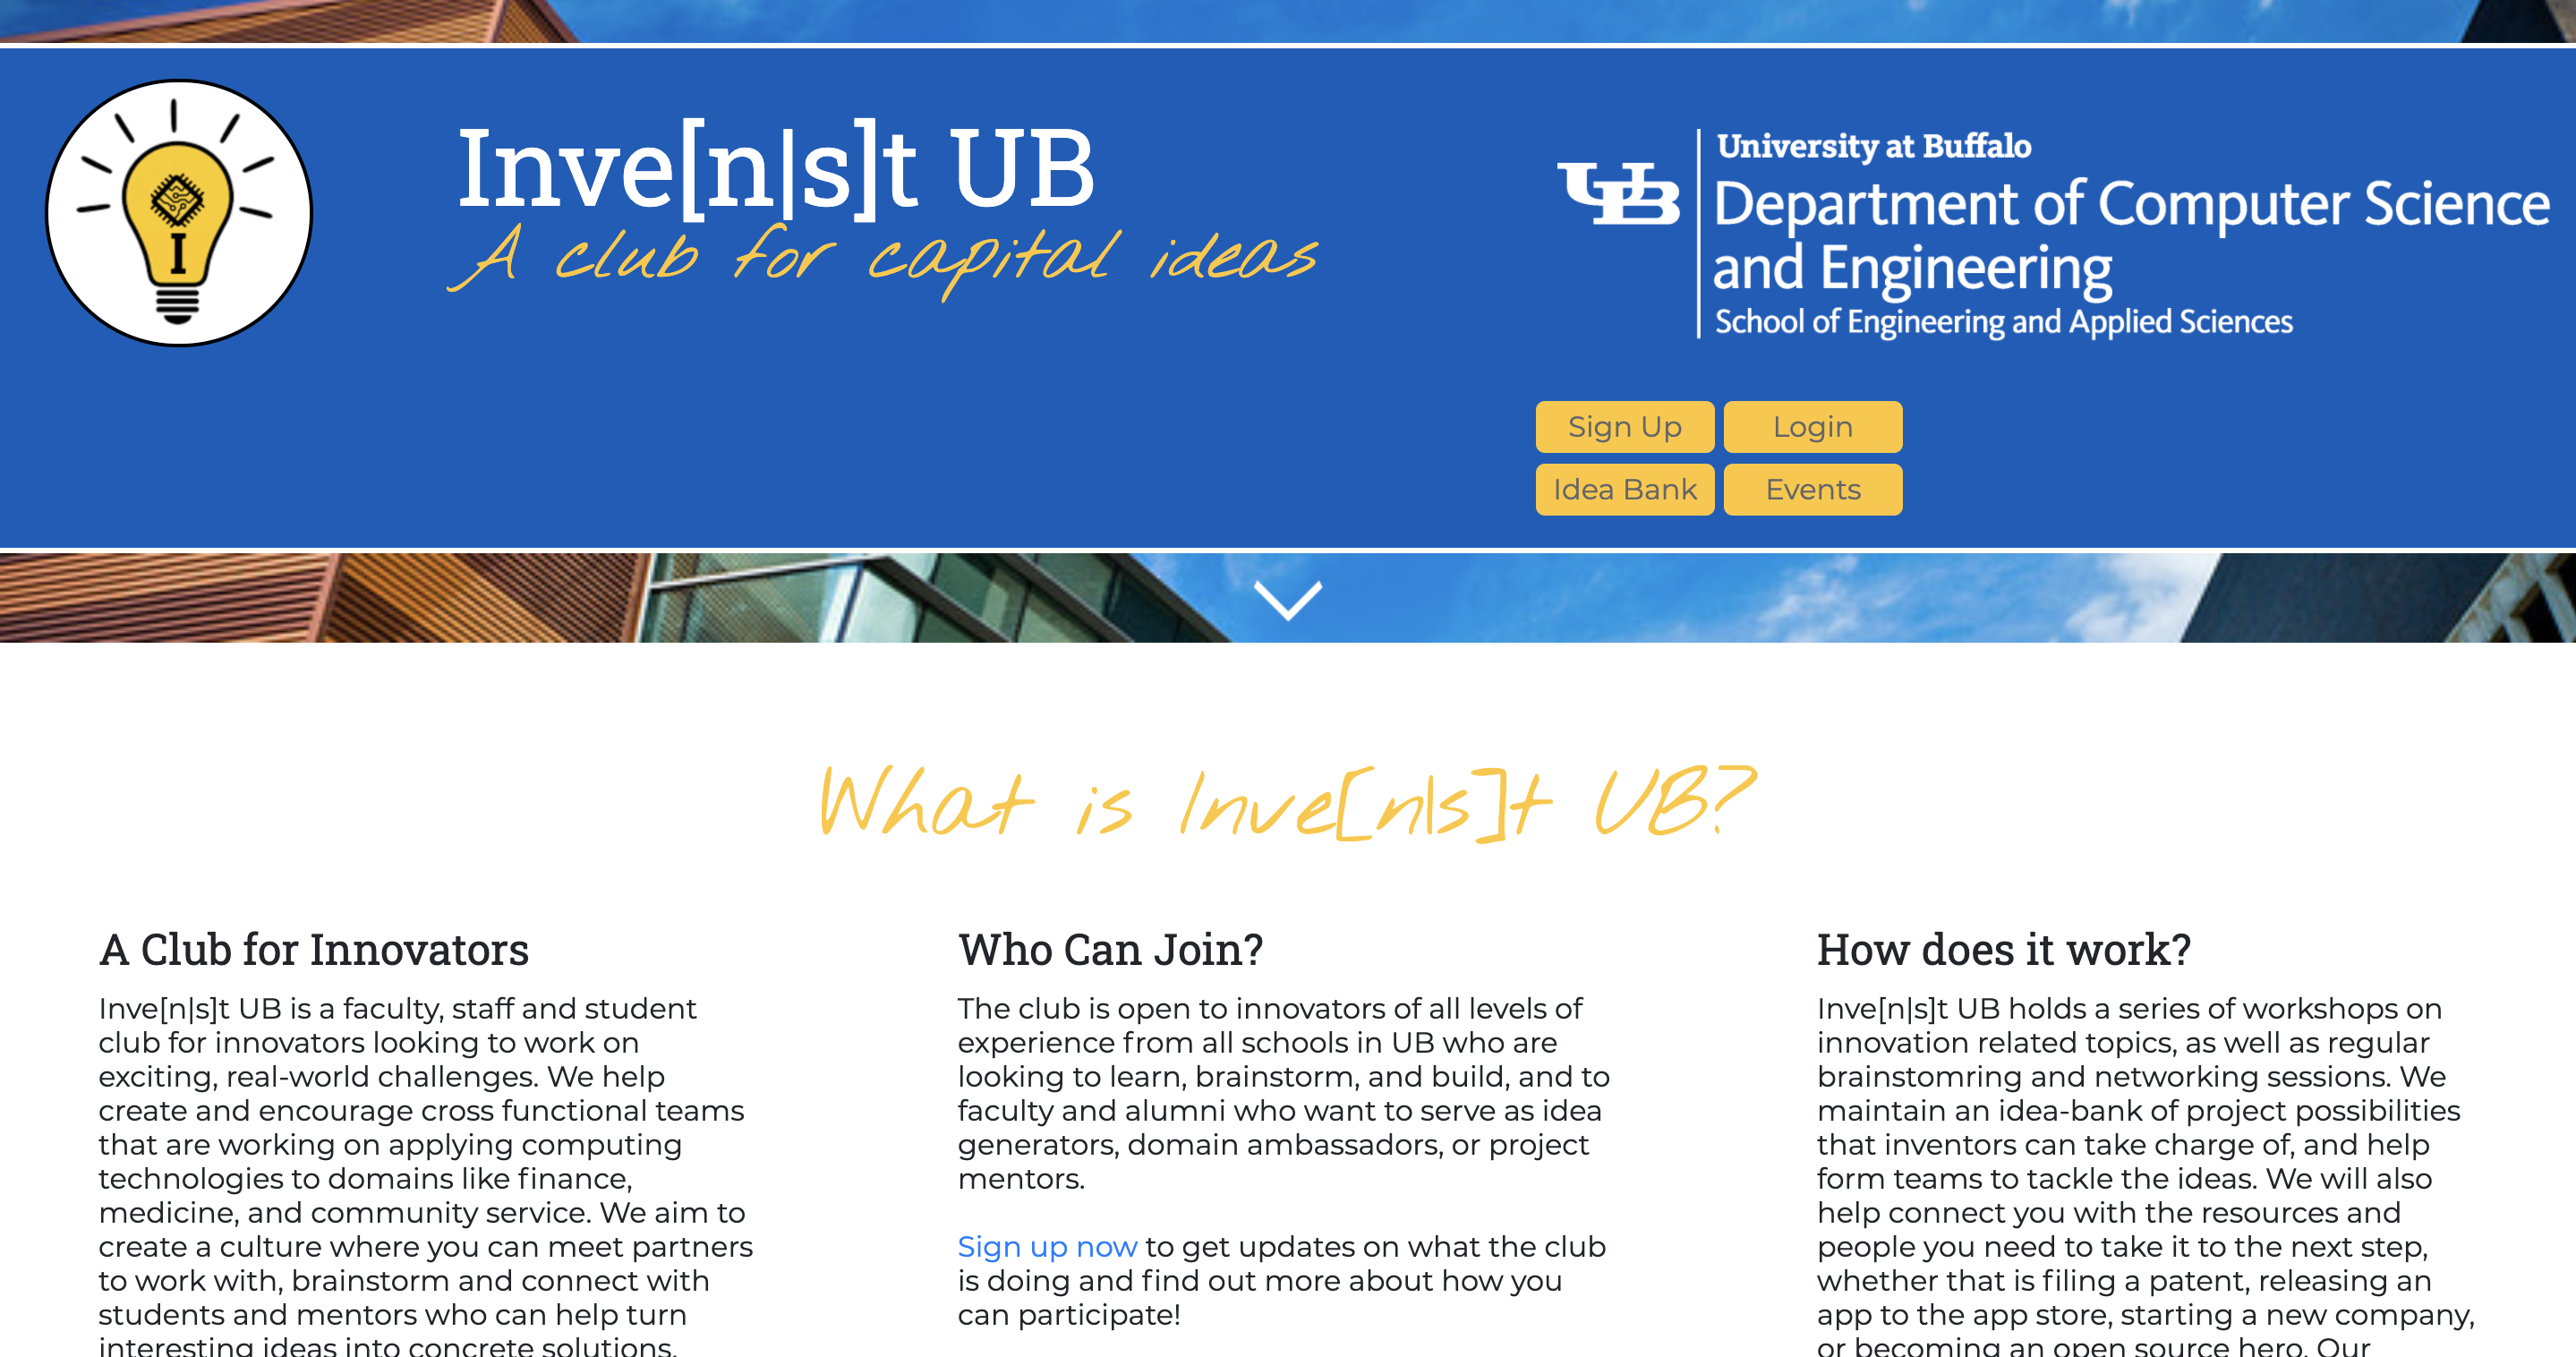 I
Inve[n|s]t UB
A club for capital ideas
UB
University at Buffalo
Department of Computer Science
and Engineering
School of Engineering and Applied Sciences
Sign Up
Login
Idea Bank
Events
What is Inve[n|s]t UB?
A Club for Innovators
Inve[n|s]t UB is a faculty, staff and student
club for innovators looking to work on
exciting, real-world challenges. We help
create and encourage cross functional teams
that are working on applying computing
technologies to domains like finance,
medicine, and community service. We aim to
create a culture where you can meet partners
to work with, brainstorm and connect with
students and mentors who can help turn
interesting ideas into concrete solutions.
Who Can Join?
The club is open to innovators of all levels of
experience from all schools in UB who are
looking to learn, brainstorm, and build, and to
faculty and alumni who want to serve as idea
generators, domain ambassadors, or project
mentors.
Sign up now to get updates on what the club
is doing and find out more about how you
can participate!
How does it work?
Inve[n|s]t UB holds a series of workshops on
innovation related topics, as well as regular
brainstomring and networking sessions. We
maintain an idea-bank of project possibilities
that inventors can take charge of, and help
form teams to tackle the ideas. We will also
help connect you with the resources and
people you need to take it to the next step,
whether that is filing a patent, releasing an
app to the app store, starting a new company,
or becoming an open source hero. Our